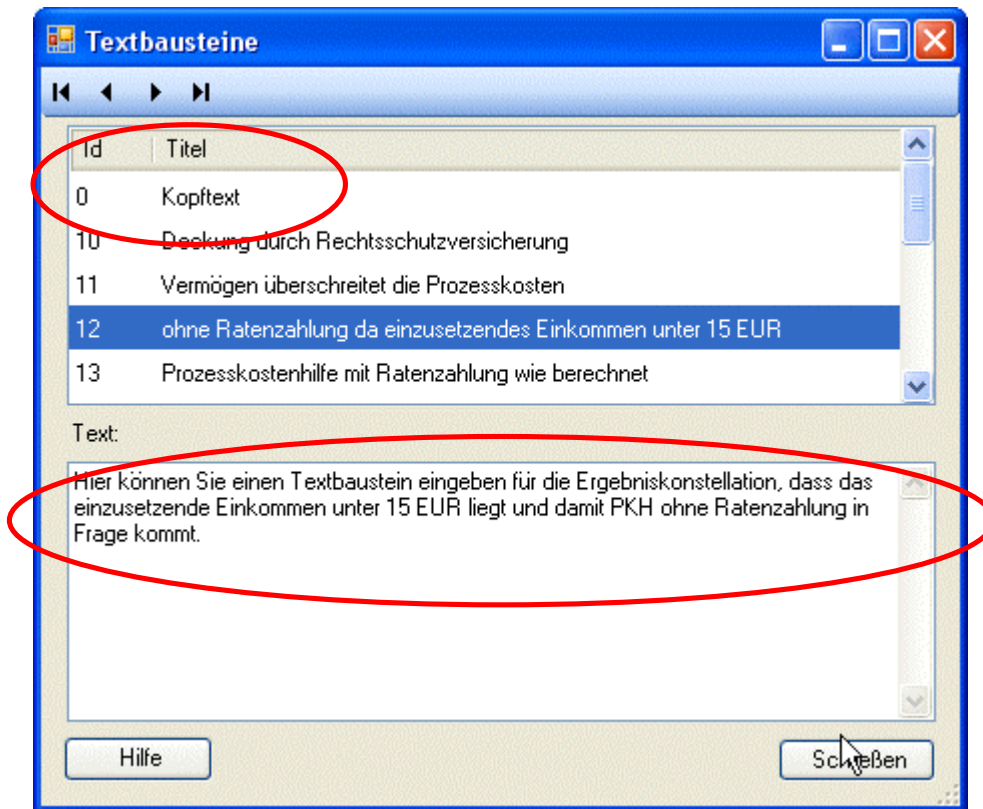 Textbausteine
Id Titel
0 Kopftext
10 Deckung durch Rechtsschutzversicherung
11 Vermögen überschreitet die Prozesskosten
12 ohne Ratenzahlung da einzusetzendes Einkommen unter 15 EUR
13 Prozesskostenhilfe mit Ratenzahlung wie berechnet
Text:
Hier können Sie einen Textbaustein eingeben für die Ergebniskonstellation, dass das
einzusetzende Einkommen unter 15 EUR liegt und damit PKH ohne Ratenzahlung in
Frage kommt.
Hilfe Schließen